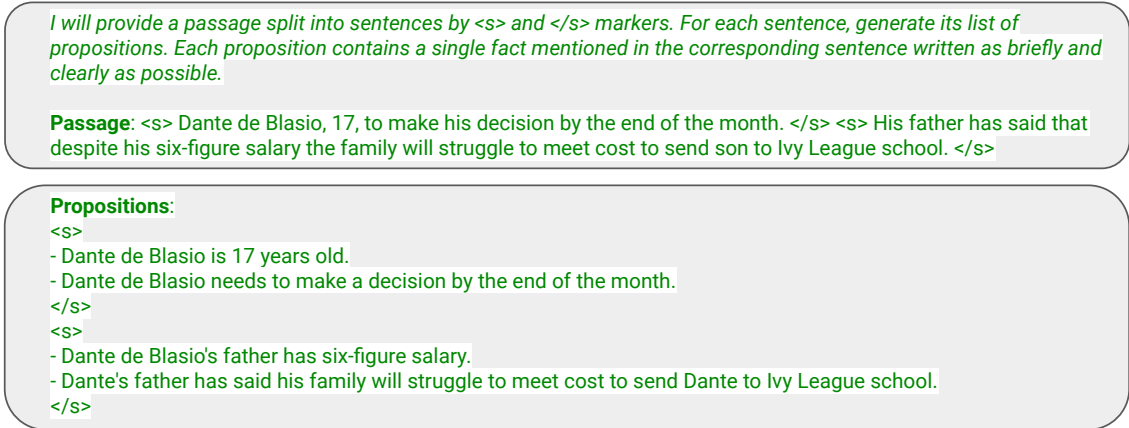 I will provide a passage split into sentences by <s> and </s> markers. For each sentence, generate its list of
propositions. Each proposition contains a single fact mentioned in the corresponding sentence written as briefly and
clearly as possible.
Passage: <s> Dante de Blasio, 17, to make his decision by the end of the month. </s> <s> His father has said that
despite his six-figure salary the family will struggle to meet cost to send son to Ivy League school. </s>
Propositions:
<s>
- Dante de Blasio is 17 years old.
- Dante de Blasio needs to make a decision by the end of the month.
</s>
<s>
- Dante de Blasio's father has six-figure salary.
- Dante's father has said his family will struggle to meet cost to send Dante to Ivy League school.
</s>